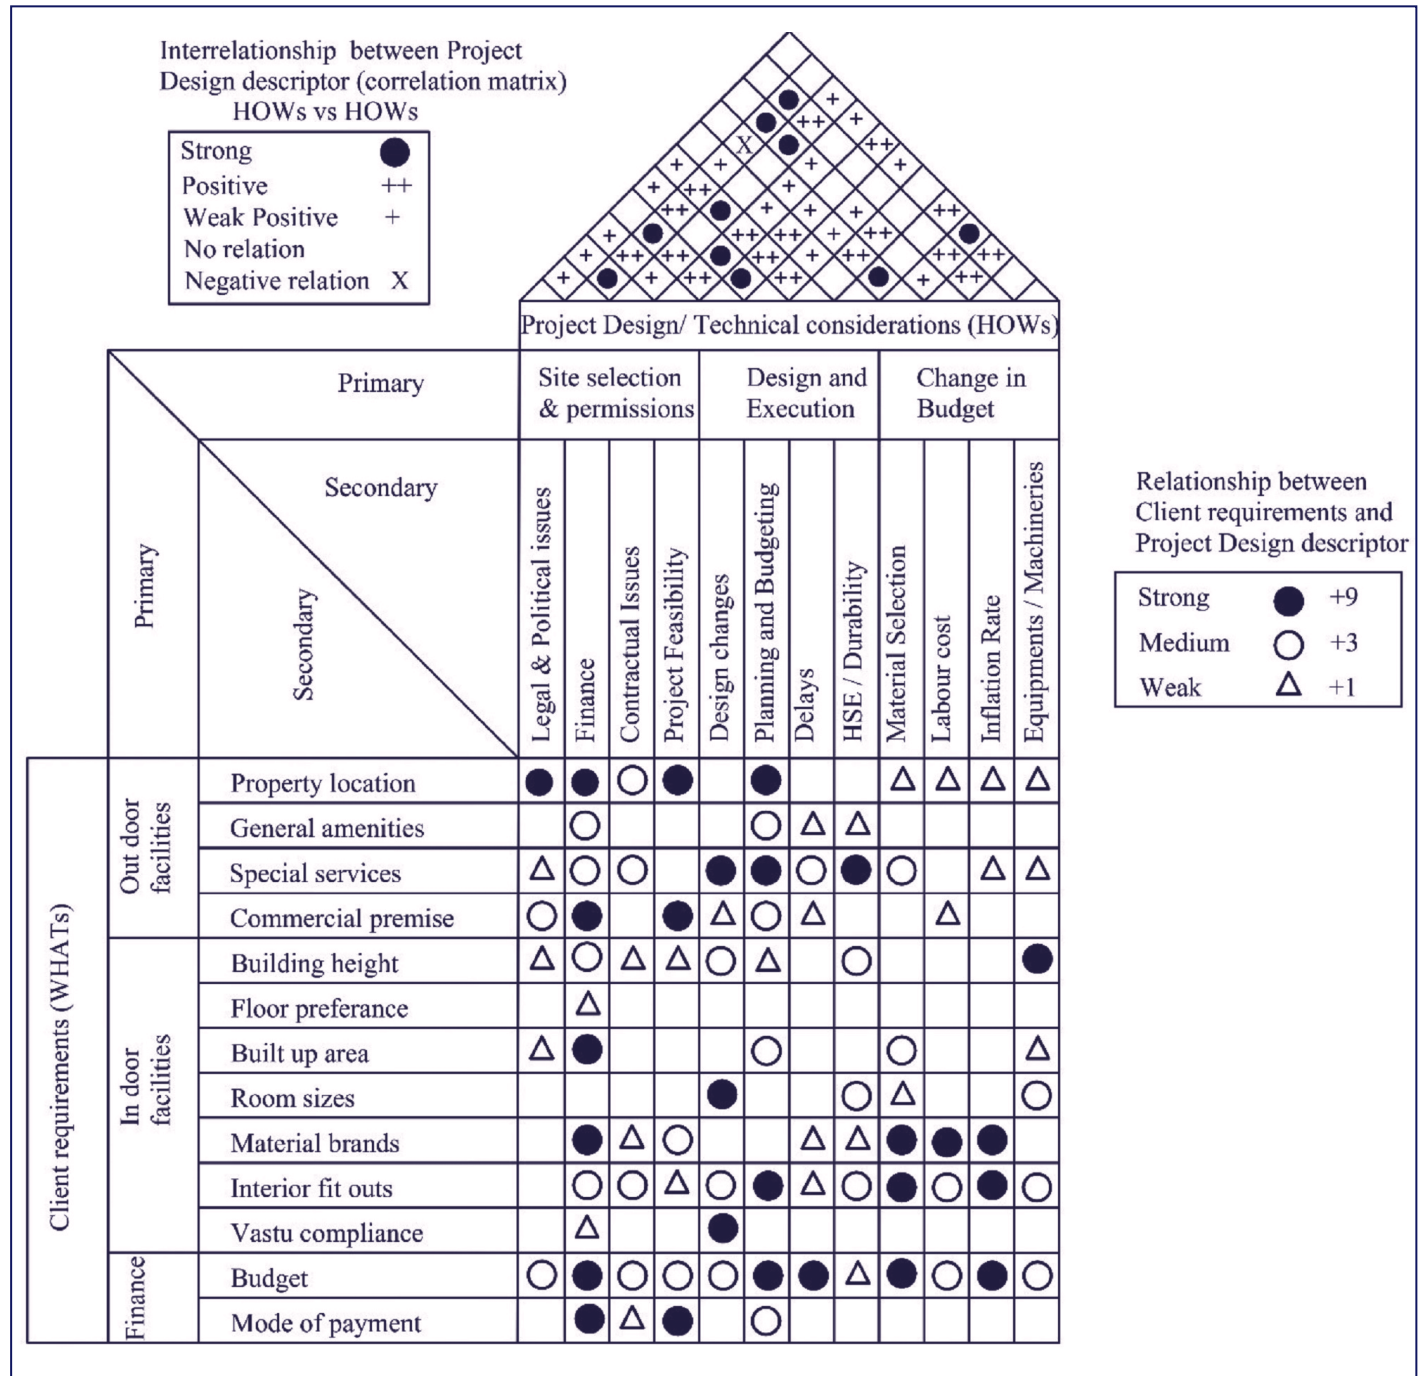 Interrelationship between Project
Design descriptor (correlation matrix)
HOWs vs HOWs
Strong
Positive ++
Weak Positive +
No relation
Negative relation X
+
++ +
X ++
+ + + +
+ ++ +
++ + + + ++
+ ++ ++ + ++
+ ++ ++ ++ + ++ ++ ++
+ + ++ ++ + ++
Project Design/ Technical considerations (HOWs)
Primary
Site selection
& permissions
Design and
Execution
Change in
Budget
Secondary
Primary
Secondary
Legal & Political issues
Finance
Contractual Issues
Project Feasibility
Design changes
Planning and Budgeting
Delays
HSE / Durability
Material Selection
Labour cost
Inflation Rate
Equipments / Machineries
Relationship between
Client requirements and
Project Design descriptor
Strong +9
Medium +3
Weak +1
Client requirements (WHATs)
Out door
facilities
Property location
General amenities
Special services
Commercial premise
In door
facilities
Building height
Floor preferance
Built up area
Room sizes
Material brands
Interior fit outs
Vastu compliance
Finance
Budget
Mode of payment